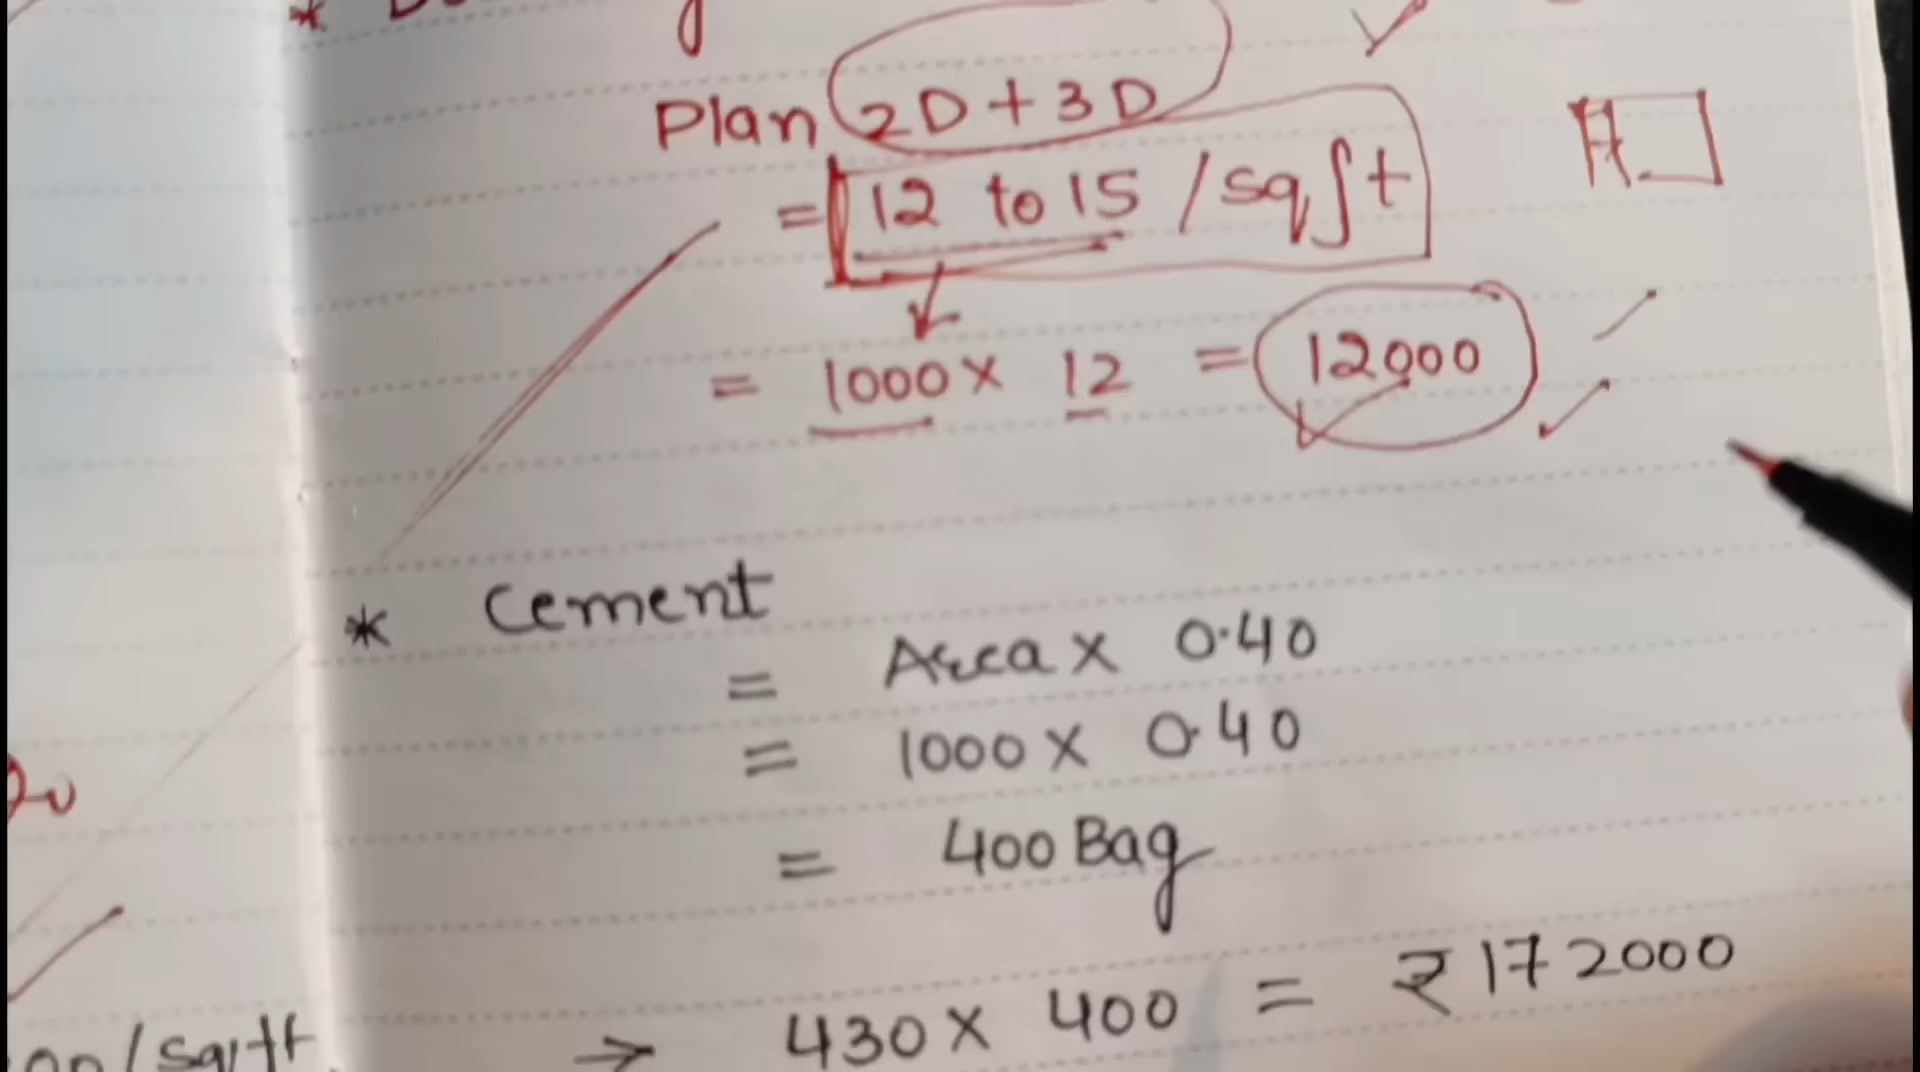 Plan 2D + 3D
= 12 to 15 / sqft
= 1000 x 12 = 12000
* Cement
= Area x 0.40
= 1000 x 0.40
= 400 Bag
→ 430 x 400 = ₹172000
/sqft